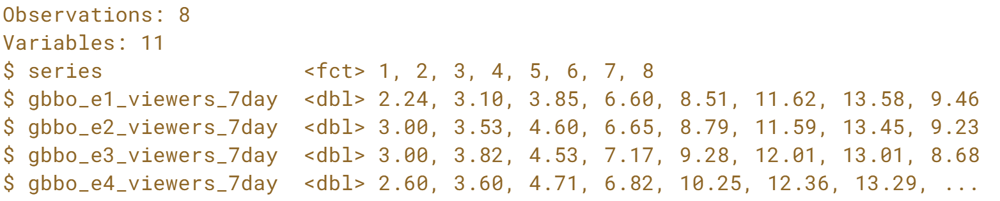 Observations: 8
Variables: 11
$ series <fct> 1, 2, 3, 4, 5, 6, 7, 8
$ gbbo_e1_viewers_7day <dbl> 2.24, 3.10, 3.85, 6.60, 8.51, 11.62, 13.58, 9.46
$ gbbo_e2_viewers_7day <dbl> 3.00, 3.53, 4.60, 6.65, 8.79, 11.59, 13.45, 9.23
$ gbbo_e3_viewers_7day <dbl> 3.00, 3.82, 4.53, 7.17, 9.28, 12.01, 13.01, 8.68
$ gbbo_e4_viewers_7day <dbl> 2.60, 3.60, 4.71, 6.82, 10.25, 12.36, 13.29, ...